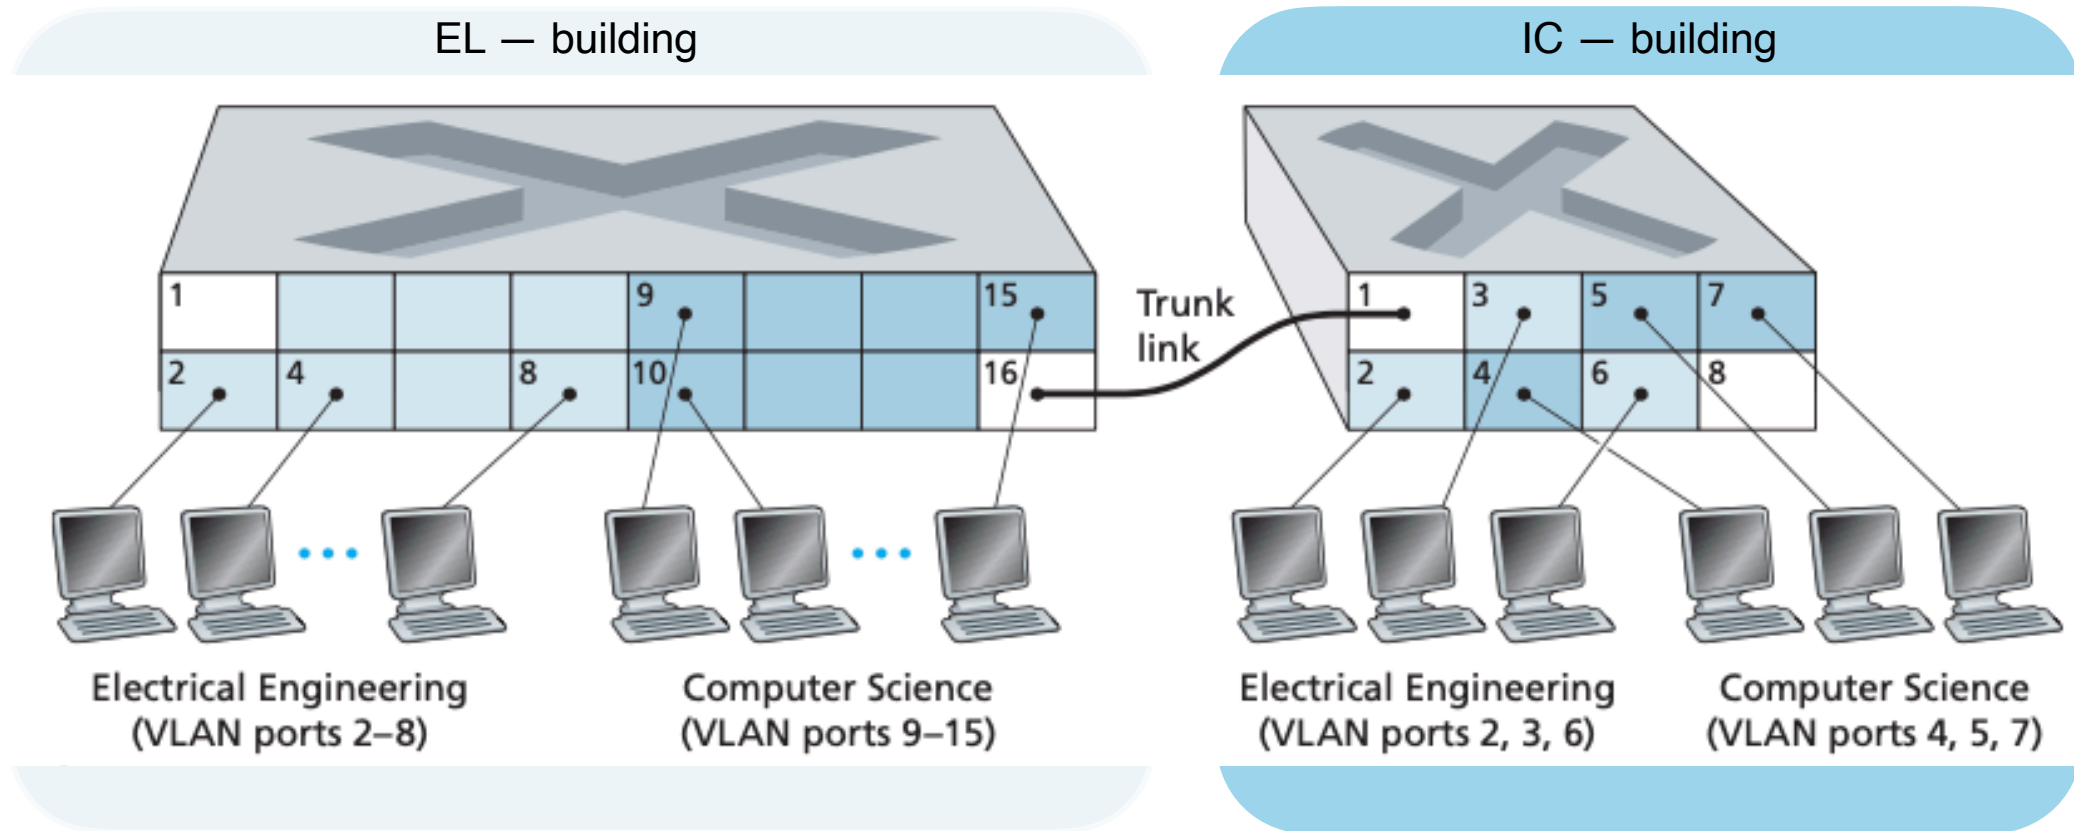 EL — building
IC — building
1
9
15
2
4
8
10
16
Trunk
link
1
3
5
7
2
4
6
8
Electrical Engineering
(VLAN ports 2–8)
Computer Science
(VLAN ports 9–15)
Electrical Engineering
(VLAN ports 2, 3, 6)
Computer Science
(VLAN ports 4, 5, 7)